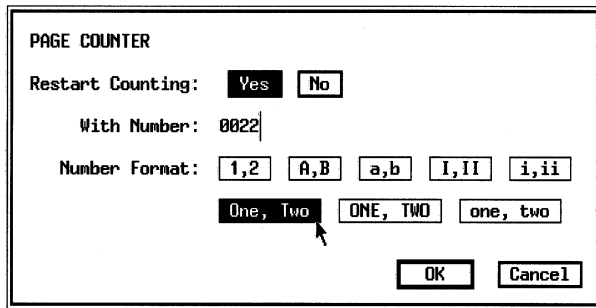 PAGE COUNTER
Restart Counting: Yes No
With Number: 0022
Number Format: 1,2 A,B a,b I,II i,ii
One, Two ONE, TWO one, two
OK Cancel